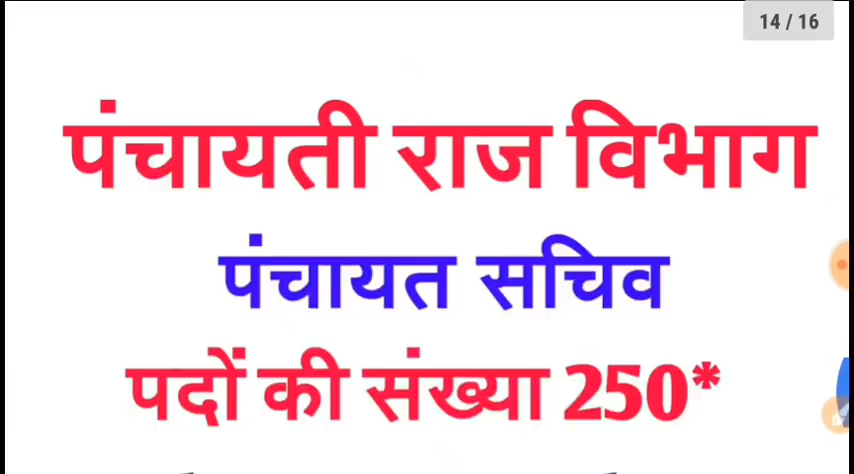 14 / 16
पंचायती राज विभाग
पंचायत सचिव
पदों की संख्या 250*